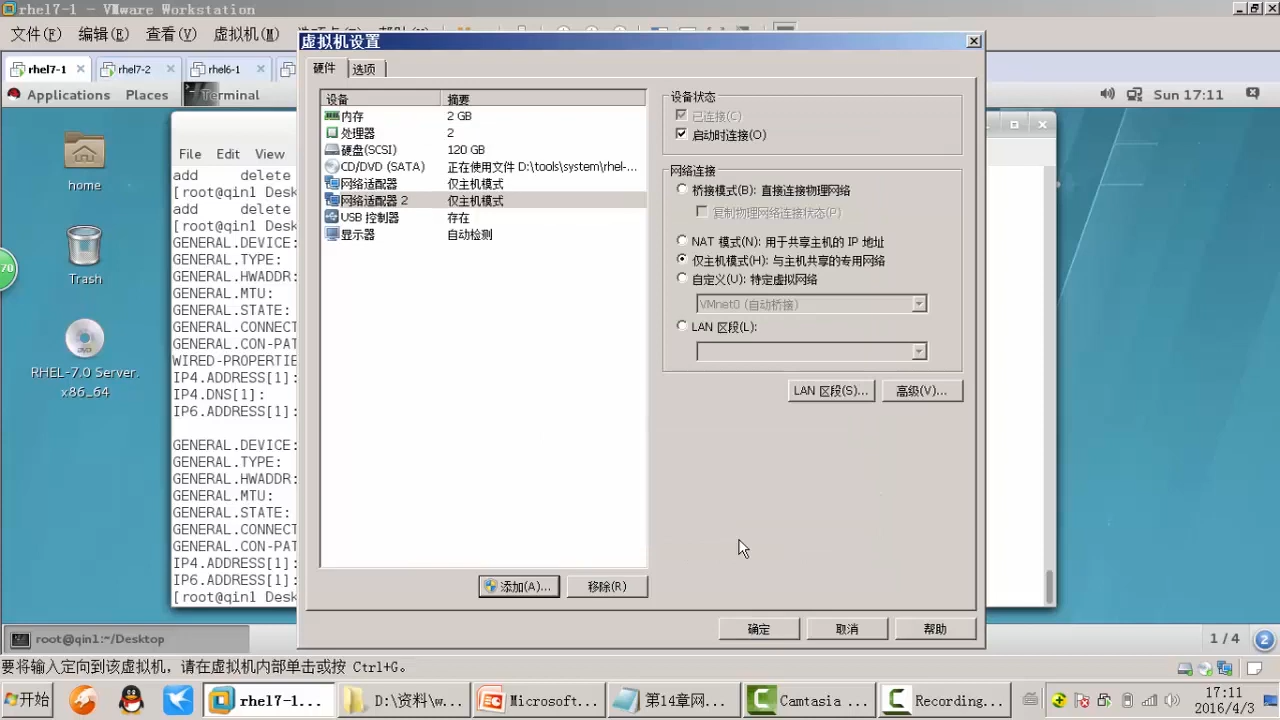 rhel7-1 - VMware Workstation
文件(F) 编辑(E) 查看(V) 虚拟机(M)
虚拟机设置
rhel7-1 rhel7-2 rhel6-1
硬件 选项
Applications Places Terminal
Sun 17:11
设备 摘要
内存 2 GB
处理器 2
硬盘(SCSI) 120 GB
CD/DVD (SATA) 正在使用文件 D:\tools\system\rhel-...
网络适配器 仅主机模式
网络适配器 2 仅主机模式
USB 控制器 存在
显示器 自动检测
设备状态
已连接(C)
启动时连接(O)
网络连接
桥接模式(B): 直接连接物理网络
复制物理网络连接状态(P)
NAT 模式(N): 用于共享主机的 IP 地址
仅主机模式(H): 与主机共享的专用网络
自定义(U): 特定虚拟网络
VMnet0 (自动桥接)
LAN 区段(L):
LAN 区段(S)... 高级(V)...
添加(A)... 移除(R)
确定 取消 帮助
home
Trash
RHEL-7.0 Server.
x86_64
70
File Edit View
add delete
[root@qin1 Desk
add delete
[root@qin1 Desk
GENERAL.DEVICE:
GENERAL.TYPE:
GENERAL.HWADDR:
GENERAL.MTU:
GENERAL.STATE:
GENERAL.CONNECT
GENERAL.CON-PAT
WIRED-PROPERTIE
IP4.ADDRESS[1]:
IP4.DNS[1]:
IP6.ADDRESS[1]:
GENERAL.DEVICE:
GENERAL.TYPE:
GENERAL.HWADDR:
GENERAL.MTU:
GENERAL.STATE:
GENERAL.CONNECT
GENERAL.CON-PAT
IP4.ADDRESS[1]:
IP6.ADDRESS[1]:
[root@qin1 Desk
root@qin1:~/Desktop
1 / 4 2
要将输入定向到该虚拟机，请在虚拟机内部单击或按 Ctrl+G。
开始 rhel7-1... D:\资料\w... Microsoft... 第14章网... Camtasia ... Recording...
17:11
2016/4/3